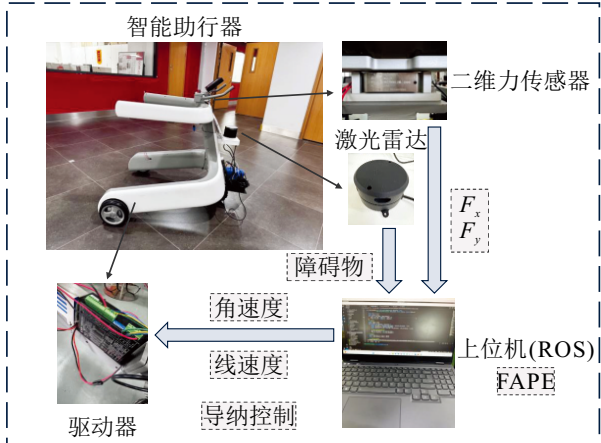 智能助行器
二维力传感器
激光雷达
Fx
Fy
障碍物
角速度
线速度
上位机(ROS)
FAPE
导纳控制
驱动器